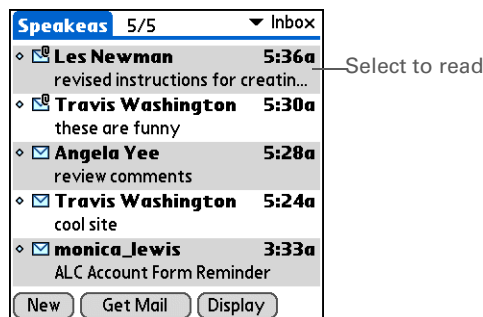 Speakeas 5/5 Inbox
Les Newman 5:36a
Select to read
revised instructions for creatin...
Travis Washington 5:30a
these are funny
Angela Yee 5:28a
review comments
Travis Washington 5:24a
cool site
monica_lewis 3:33a
ALC Account Form Reminder
New Get Mail Display